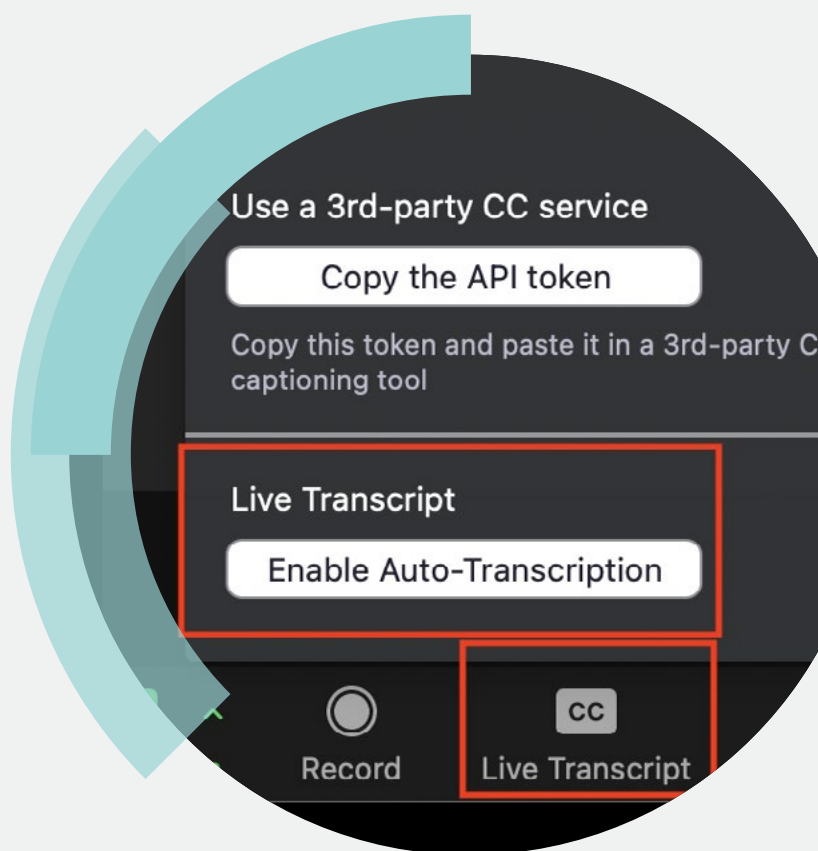 Use a 3rd-party CC service
Copy the API token
Copy this token and paste it in a 3rd-party C
captioning tool
Live Transcript
Enable Auto-Transcription
CC
Record
Live Transcript